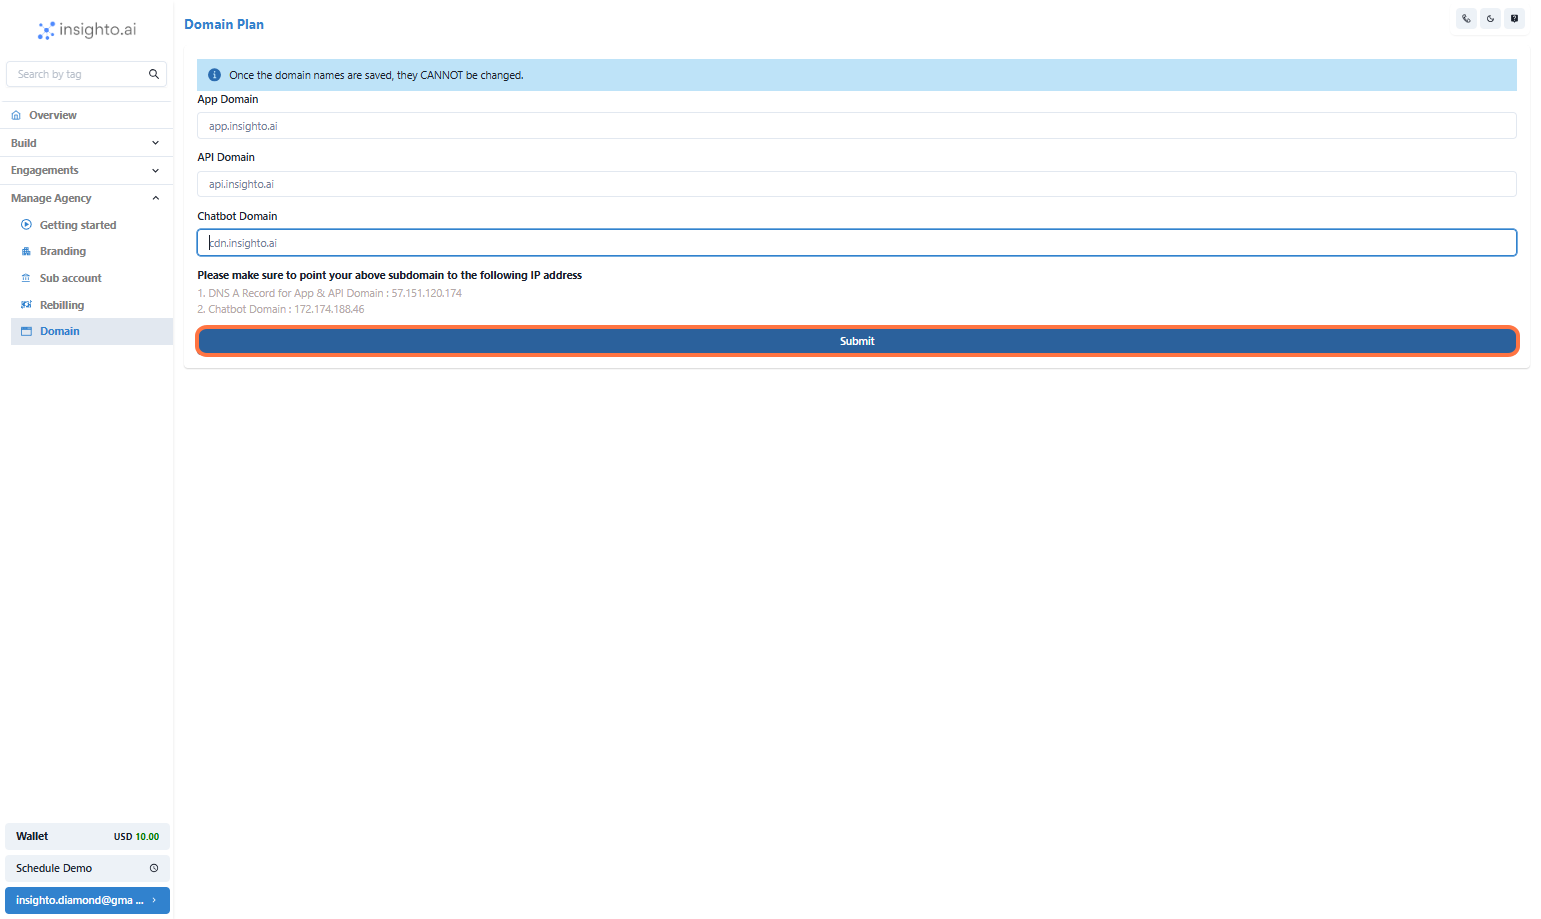 insighto.ai
Search by tag
Overview
Build
Engagements
Manage Agency
Getting started
Branding
Sub account
Rebilling
Domain
Wallet USD 10.00
Schedule Demo
insighto.diamond@gma ...
Domain Plan
Once the domain names are saved, they CANNOT be changed.
App Domain
app.insighto.ai
API Domain
api.insighto.ai
Chatbot Domain
cdn.insighto.ai
Please make sure to point your above subdomain to the following IP address
1. DNS A Record for App & API Domain : 57.151.120.174
2. Chatbot Domain : 172.174.188.46
Submit